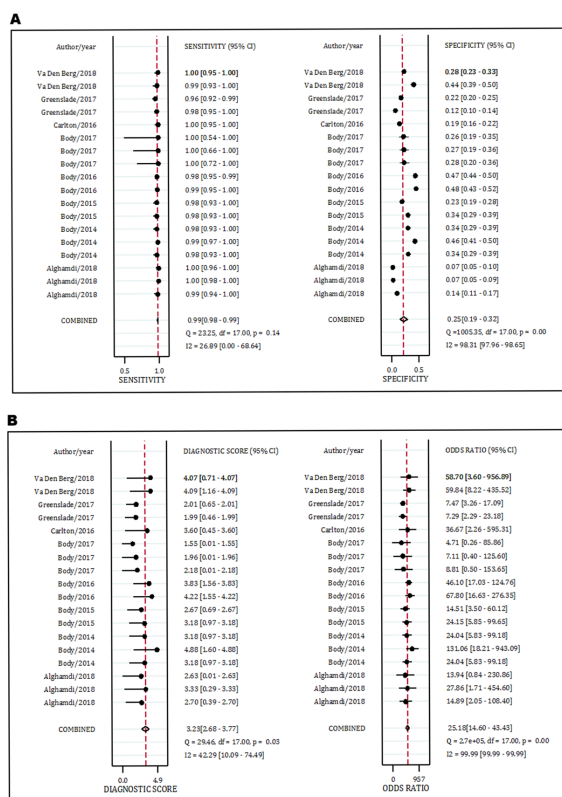 A
Author/year SENSITIVITY (95% CI) Author/year SPECIFICITY (95% CI)
Va Den Berg/2018 1.00 [0.95 - 1.00] Va Den Berg/2018 0.28 [0.23 - 0.33]
Va Den Berg/2018 0.99 [0.93 - 1.00] Va Den Berg/2018 0.44 [0.39 - 0.50]
Greenslade/2017 0.96 [0.92 - 0.99] Greenslade/2017 0.22 [0.20 - 0.25]
Greenslade/2017 0.98 [0.95 - 1.00] Greenslade/2017 0.12 [0.10 - 0.14]
Carlton/2016 1.00 [0.95 - 1.00] Carlton/2016 0.19 [0.16 - 0.22]
Body/2017 1.00 [0.54 - 1.00] Body/2017 0.26 [0.19 - 0.35]
Body/2017 1.00 [0.66 - 1.00] Body/2017 0.27 [0.19 - 0.36]
Body/2017 1.00 [0.72 - 1.00] Body/2017 0.28 [0.20 - 0.36]
Body/2016 0.98 [0.95 - 0.99] Body/2016 0.47 [0.44 - 0.50]
Body/2016 0.99 [0.95 - 1.00] Body/2016 0.48 [0.43 - 0.52]
Body/2015 0.98 [0.93 - 1.00] Body/2015 0.23 [0.19 - 0.28]
Body/2015 0.98 [0.93 - 1.00] Body/2015 0.34 [0.29 - 0.39]
Body/2014 0.98 [0.93 - 1.00] Body/2014 0.34 [0.29 - 0.39]
Body/2014 0.99 [0.97 - 1.00] Body/2014 0.46 [0.41 - 0.50]
Body/2014 0.98 [0.93 - 1.00] Body/2014 0.34 [0.29 - 0.39]
Alghamdi/2018 1.00 [0.96 - 1.00] Alghamdi/2018 0.07 [0.05 - 0.10]
Alghamdi/2018 1.00 [0.98 - 1.00] Alghamdi/2018 0.07 [0.05 - 0.09]
Alghamdi/2018 0.99 [0.94 - 1.00] Alghamdi/2018 0.14 [0.11 - 0.17]
COMBINED 0.99[0.98 - 0.99] COMBINED 0.25[0.19 - 0.32]
Q = 23.25, df = 17.00, p = 0.14 Q =1005.35, df = 17.00, p = 0.00
I2 = 26.89 [0.00 - 68.64] I2 = 98.31 [97.96 - 98.65]
0.5 1.0 0.0 0.5
SENSITIVITY SPECIFICITY
B
Author/year DIAGNOSTIC SCORE (95% CI) Author/year ODDS RATIO (95% CI)
Va Den Berg/2018 4.07 [0.71 - 4.07] Va Den Berg/2018 58.70 [3.60 - 956.89]
Va Den Berg/2018 4.09 [1.16 - 4.09] Va Den Berg/2018 59.84 [8.22 - 435.52]
Greenslade/2017 2.01 [0.65 - 2.01] Greenslade/2017 7.47 [3.26 - 17.09]
Greenslade/2017 1.99 [0.46 - 1.99] Greenslade/2017 7.29 [2.29 - 23.18]
Carlton/2016 3.60 [0.45 - 3.60] Carlton/2016 36.67 [2.26 - 595.31]
Body/2017 1.55 [0.01 - 1.55] Body/2017 4.71 [0.26 - 85.86]
Body/2017 1.96 [0.01 - 1.96] Body/2017 7.11 [0.40 - 125.60]
Body/2017 2.18 [0.01 - 2.18] Body/2017 8.81 [0.50 - 153.65]
Body/2016 3.83 [1.56 - 3.83] Body/2016 46.10 [17.03 - 124.76]
Body/2016 4.22 [1.55 - 4.22] Body/2016 67.80 [16.63 - 276.35]
Body/2015 2.67 [0.69 - 2.67] Body/2015 14.51 [3.50 - 60.12]
Body/2015 3.18 [0.97 - 3.18] Body/2015 24.15 [5.85 - 99.65]
Body/2014 3.18 [0.97 - 3.18] Body/2014 24.04 [5.83 - 99.18]
Body/2014 4.88 [1.60 - 4.88] Body/2014 131.06 [18.21 - 943.09]
Body/2014 3.18 [0.97 - 3.18] Body/2014 24.04 [5.83 - 99.18]
Alghamdi/2018 2.63 [0.01 - 2.63] Alghamdi/2018 13.94 [0.84 - 230.86]
Alghamdi/2018 3.33 [0.29 - 3.33] Alghamdi/2018 27.86 [1.71 - 454.60]
Alghamdi/2018 2.70 [0.39 - 2.70] Alghamdi/2018 14.89 [2.05 - 108.40]
COMBINED 3.23[2.68 - 3.77] COMBINED 25.18[14.60 - 43.43]
Q = 29.46, df = 17.00, p = 0.03 Q = 2.7e+05, df = 17.00, p = 0.00
I2 = 42.29 [10.09 - 74.49] I2 = 99.99 [99.99 - 99.99]
0.0 4.9 0 957
DIAGNOSTIC SCORE ODDS RATIO